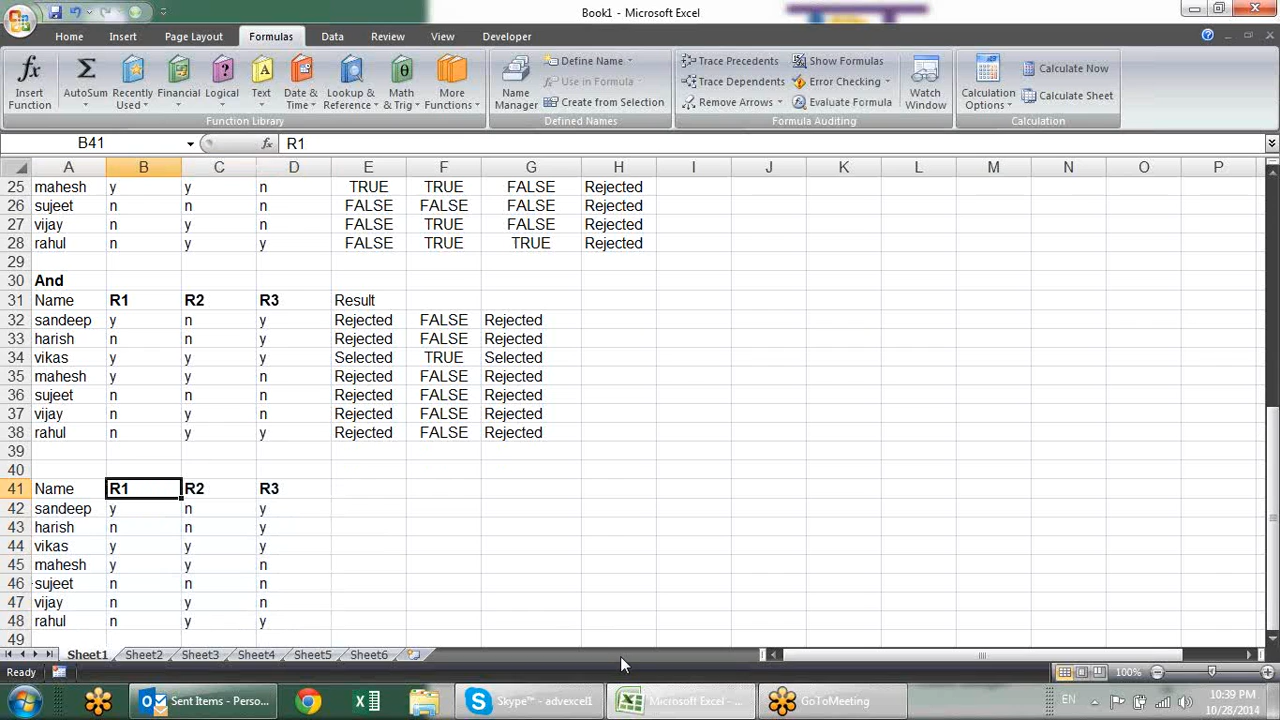 Book1 - Microsoft Excel
Home Insert Page Layout Formulas Data Review View Developer
fx Insert Function
Σ AutoSum
Recently Used
Financial
Logical
A Text
Date & Time
Lookup & Reference
θ Math & Trig
More Functions
Function Library
Name Manager
Define Name
Use in Formula
Create from Selection
Defined Names
Trace Precedents Show Formulas
Trace Dependents Error Checking
Remove Arrows Evaluate Formula
Watch Window
Formula Auditing
Calculation Options
Calculate Now
Calculate Sheet
Calculation
B41 fx R1
A B C D E F G H I J K L M N O P
25 mahesh y y n TRUE TRUE FALSE Rejected
26 sujeet n n n FALSE FALSE FALSE Rejected
27 vijay n y n FALSE TRUE FALSE Rejected
28 rahul n y y FALSE TRUE TRUE Rejected
29
30 And
31 Name R1 R2 R3 Result
32 sandeep y n y Rejected FALSE Rejected
33 harish n n y Rejected FALSE Rejected
34 vikas y y y Selected TRUE Selected
35 mahesh y y n Rejected FALSE Rejected
36 sujeet n n n Rejected FALSE Rejected
37 vijay n y n Rejected FALSE Rejected
38 rahul n y y Rejected FALSE Rejected
39
40
41 Name R1 R2 R3
42 sandeep y n y
43 harish n n y
44 vikas y y y
45 mahesh y y n
46 sujeet n n n
47 vijay n y n
48 rahul n y y
49
Sheet1 Sheet2 Sheet3 Sheet4 Sheet5 Sheet6
Ready 100%
Sent Items - Perso... Skype™ - advexcel1 Microsoft Excel - ... GoToMeeting EN 10:39 PM
10/28/2014